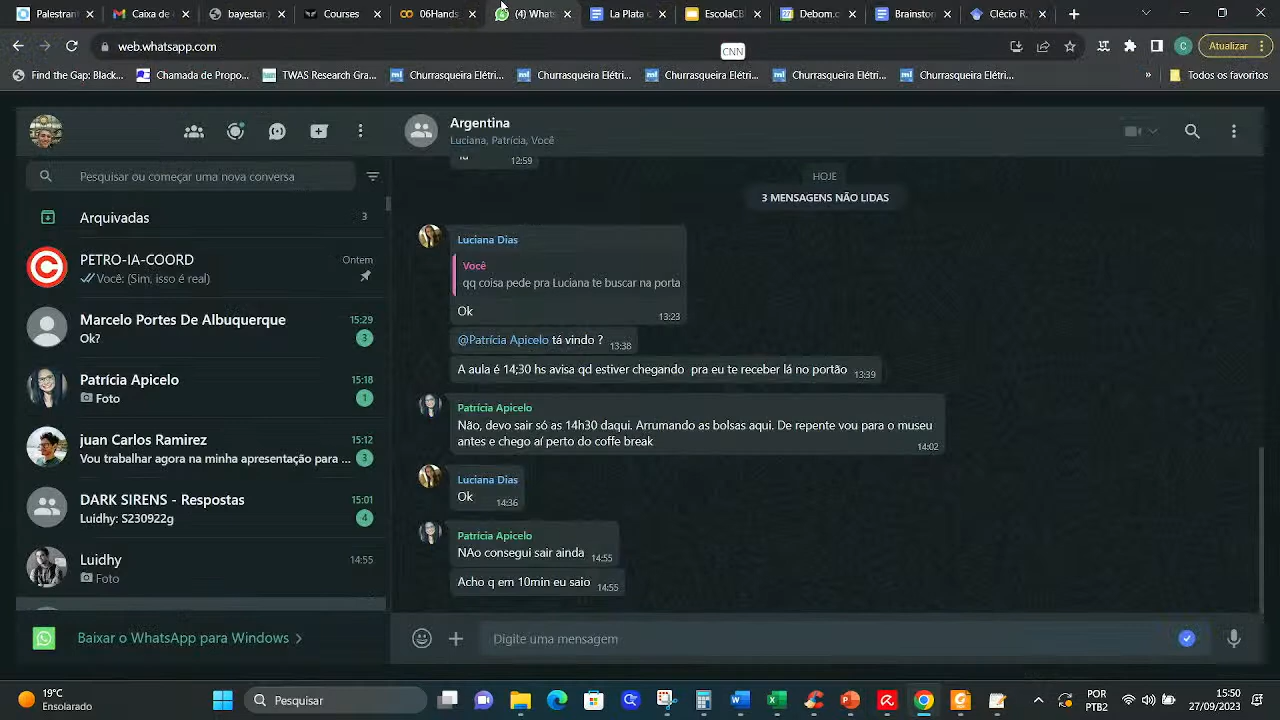 Palestran
Caixa de
bayestar.
Courses
06Hands
(4) Whats
La Plata c
EscolaCB
Debom.c
Brainston
Clécio R.
web.whatsapp.com
CNN
Atualizar
Find the Cirp: Black...
Chamada de Propo...
TWAS Research Gra...
Churrasqueira Elétri...
Churrasqueira Elétri...
Churrasqueira Elétri...
Churrasqueira Elétri...
Churrasqueira Elétri...
»
Todos os favoritos
Argentina
Luciana, Patrícia, Você
Pesquisar ou começar uma nova conversa
Arquivadas 3
PETRO-IA-COORD Ontem
Você: (Sim, isso é real)
Marcelo Portes De Albuquerque 15:29
Ok? 3
Patrícia Apicelo 15:18
Foto 1
juan Carlos Ramirez 15:12
Vou trabalhar agora na minha apresentação para ... 3
DARK SIRENS - Respostas 15:01
Luidhy: S230922g 4
Luidhy 14:55
Foto
Baixar o WhatsApp para Windows
12:59
HOJE
3 MENSAGENS NÃO LIDAS
Luciana Dias
Você
qq coisa pede pra Luciana te buscar na porta
Ok 13:23
@Patrícia Apicelo tá vindo ? 13:38
A aula é 14;30 hs avisa qd estiver chegando pra eu te receber lá no portão 13:39
Patrícia Apicelo
Não, devo sair só as 14h30 daqui. Arrumando as bolsas aqui. De repente vou para o museu
antes e chego aí perto do coffe break 14:02
Luciana Dias
Ok 14:36
Patrícia Apicelo
NAo consegui sair ainda 14:55
Acho q em 10min eu saio 14:55
Digite uma mensagem
19°C
Ensolarado
Pesquisar
POR
PTB2
15:50
27/09/2023